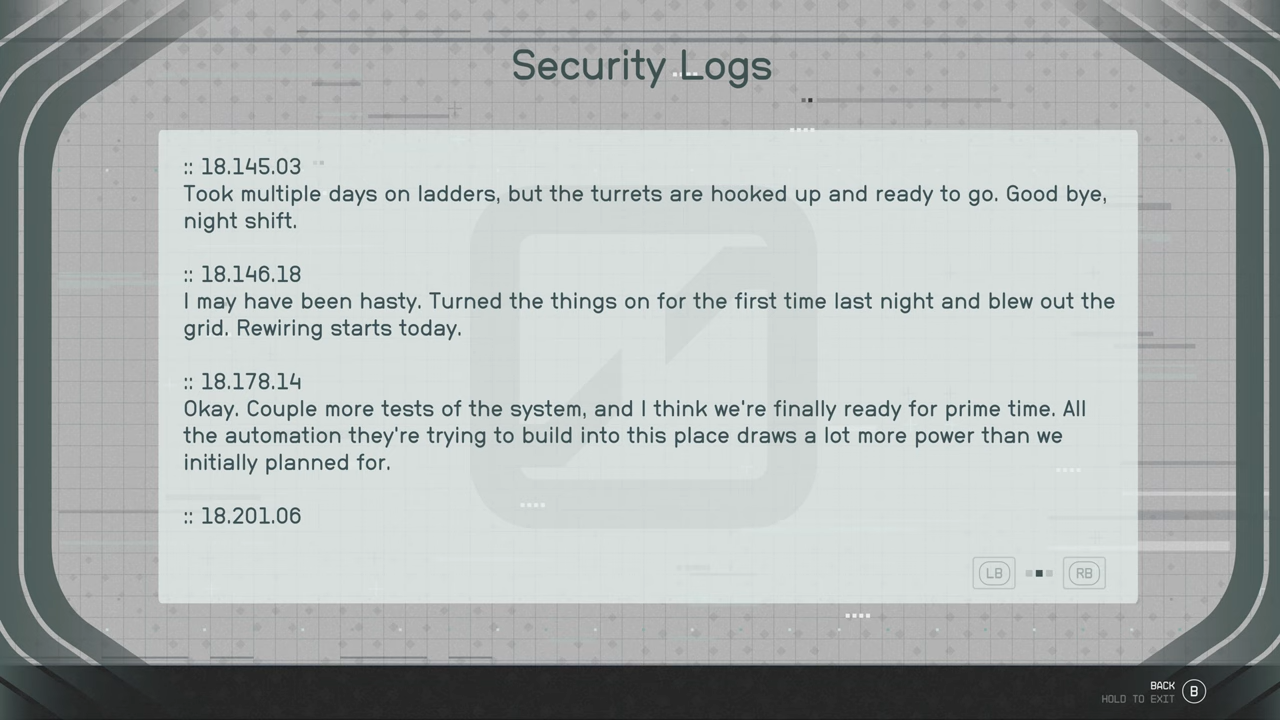 Security Logs
:: 18.145.03
Took multiple days on ladders, but the turrets are hooked up and ready to go. Good bye,
night shift.
:: 18.146.18
I may have been hasty. Turned the things on for the first time last night and blew out the
grid. Rewiring starts today.
:: 18.178.14
Okay. Couple more tests of the system, and I think we're finally ready for prime time. All
the automation they're trying to build into this place draws a lot more power than we
initially planned for.
:: 18.201.06
LB RB
BACK B
HOLD TO EXIT